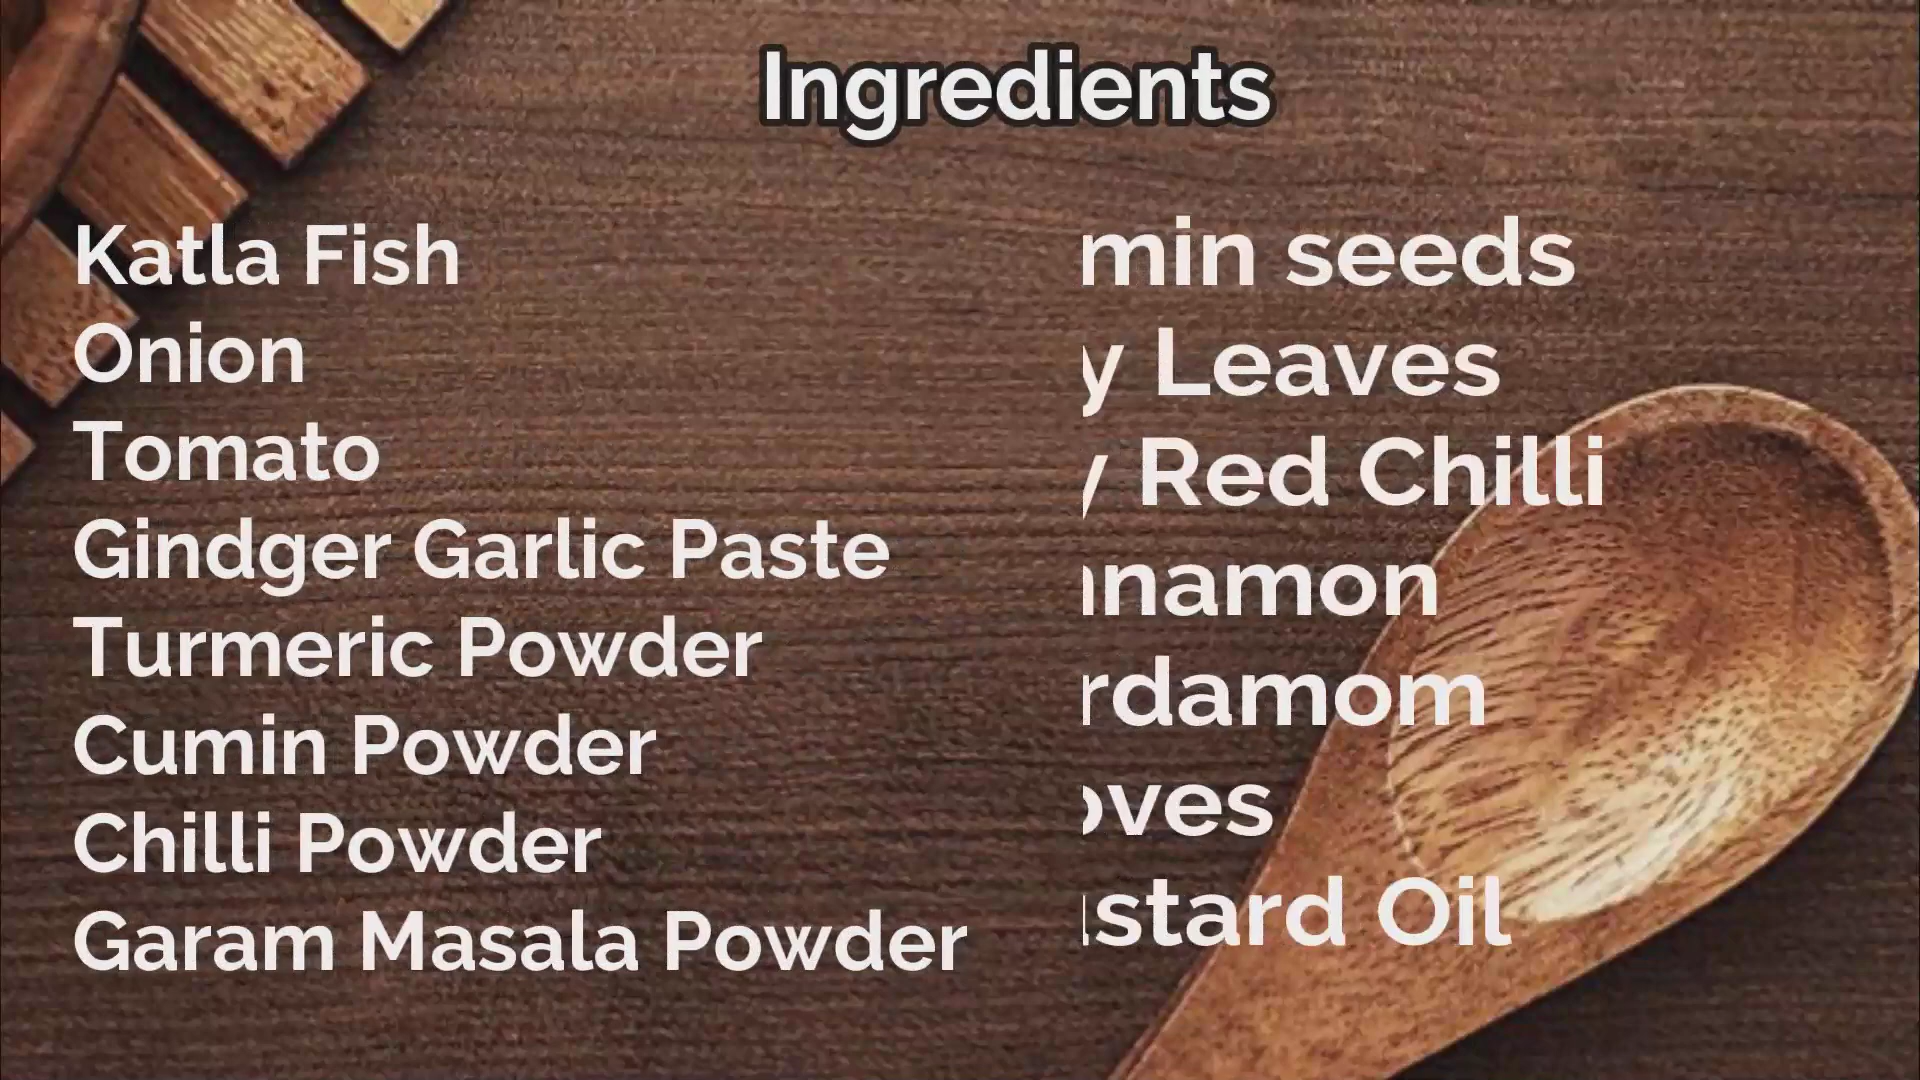 Ingredients
Katla Fish
Onion
Tomato
Gindger Garlic Paste
Turmeric Powder
Cumin Powder
Chilli Powder
Garam Masala Powder
min seeds
y Leaves
Red Chilli
nnamon
rdamom
oves
stard Oil